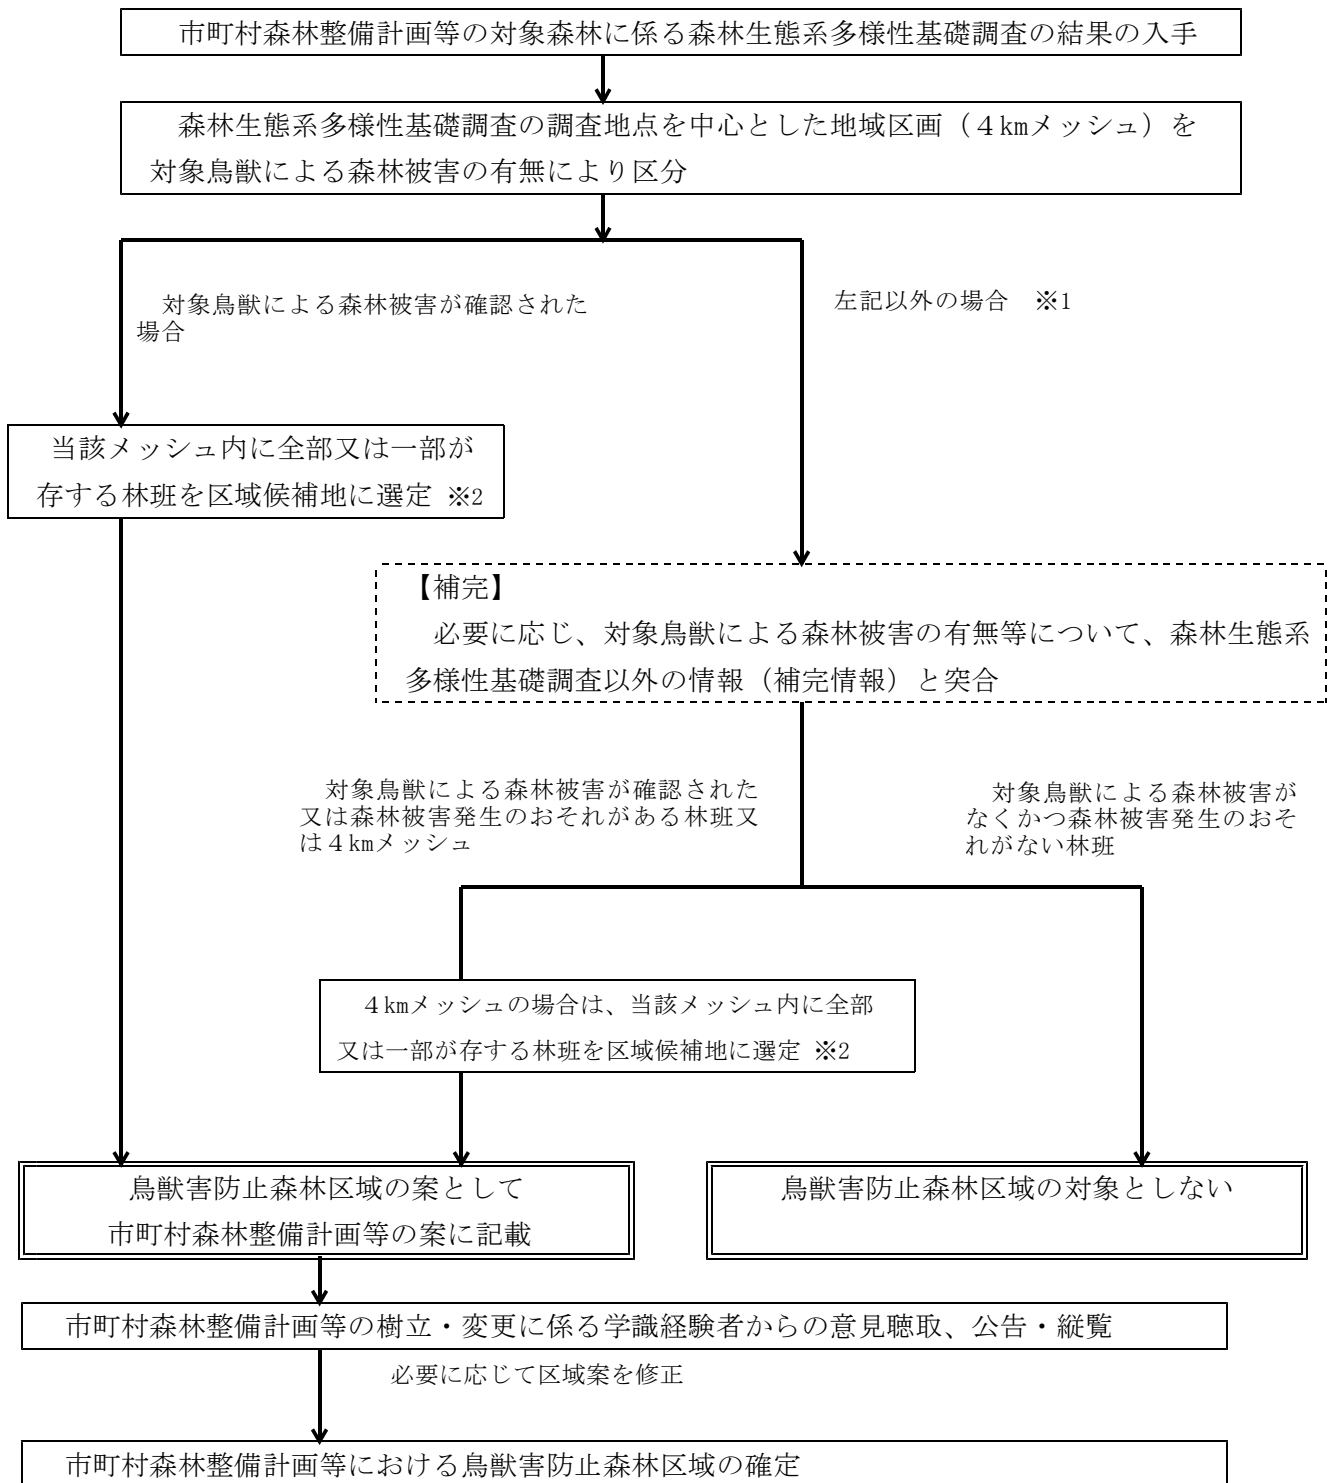 市町村森林整備計画等の対象森林に係る森林生態系多様性基礎調査の結果の入手
森林生態系多様性基礎調査の調査地点を中心とした地域区画（４kmメッシュ）を
対象鳥獣による森林被害の有無により区分
対象鳥獣による森林被害が確認された
場合
左記以外の場合　※1
当該メッシュ内に全部又は一部が
存する林班を区域候補地に選定 ※2
【補完】
必要に応じ、対象鳥獣による森林被害の有無等について、森林生態系
多様性基礎調査以外の情報（補完情報）と突合
対象鳥獣による森林被害が確認された
又は森林被害発生のおそれがある林班又
は４kmメッシュ
対象鳥獣による森林被害が
なくかつ森林被害発生のおそ
れがない林班
４kmメッシュの場合は、当該メッシュ内に全部
又は一部が存する林班を区域候補地に選定 ※2
鳥獣害防止森林区域の案として
市町村森林整備計画等の案に記載
鳥獣害防止森林区域の対象としない
市町村森林整備計画等の樹立・変更に係る学識経験者からの意見聴取、公告・縦覧
必要に応じて区域案を修正
市町村森林整備計画等における鳥獣害防止森林区域の確定